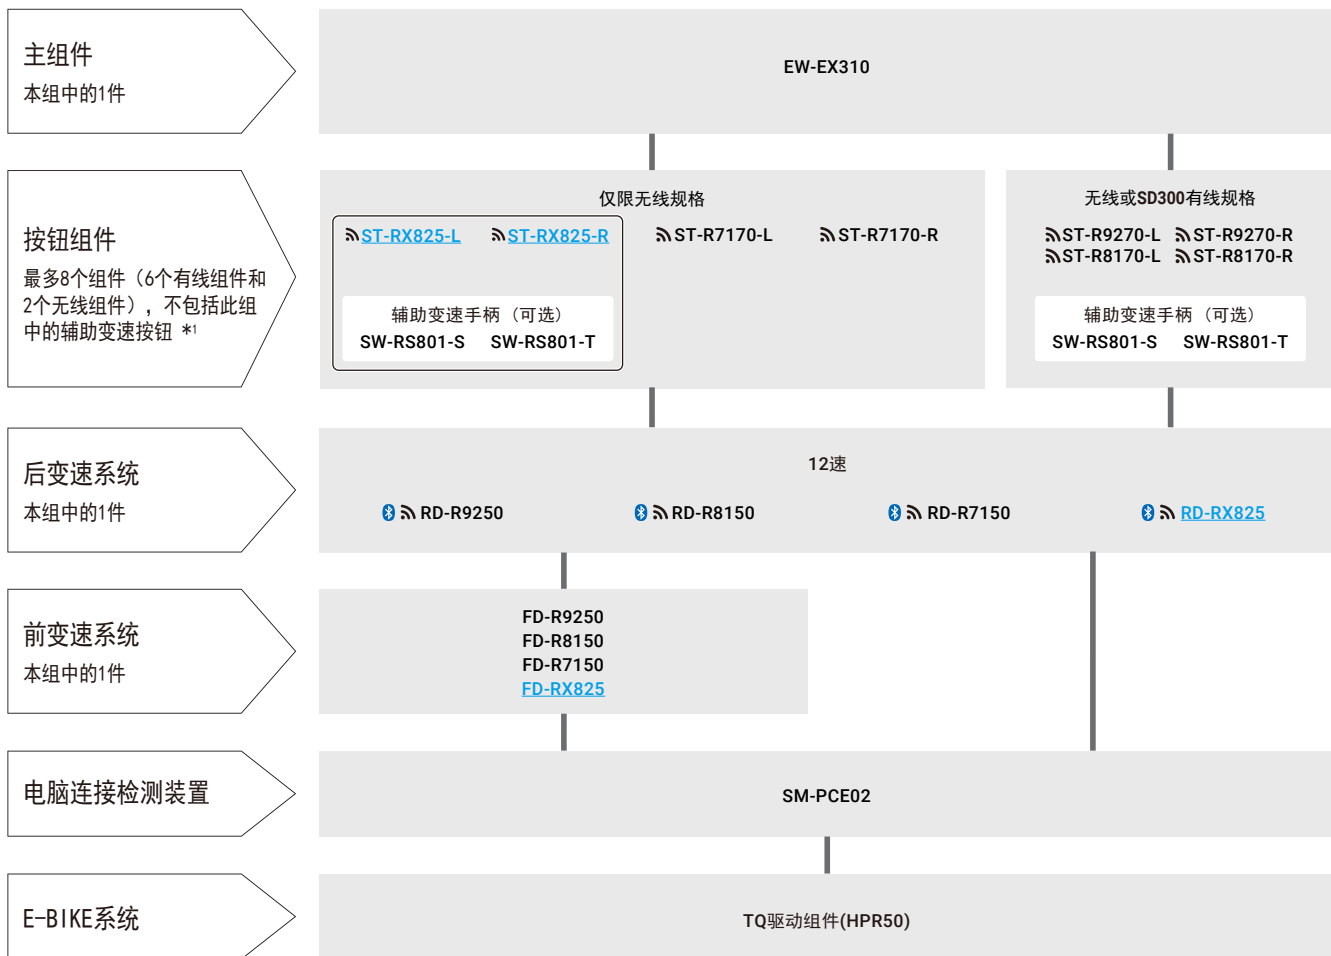 主组件
本组中的1件
EW-EX310
按钮组件
最多8个组件（6个有线组件和
2个无线组件），不包括此组
中的辅助变速按钮 *1
仅限无线规格
ST-RX825-L ST-RX825-R ST-R7170-L ST-R7170-R
辅助变速手柄（可选）
SW-RS801-S SW-RS801-T
无线或SD300有线规格
ST-R9270-L ST-R9270-R
ST-R8170-L ST-R8170-R
辅助变速手柄（可选）
SW-RS801-S SW-RS801-T
后变速系统
本组中的1件
12速
RD-R9250 RD-R8150 RD-R7150 RD-RX825
前变速系统
本组中的1件
FD-R9250
FD-R8150
FD-R7150
FD-RX825
电脑连接检测装置
SM-PCE02
E-BIKE系统
TQ驱动组件(HPR50)